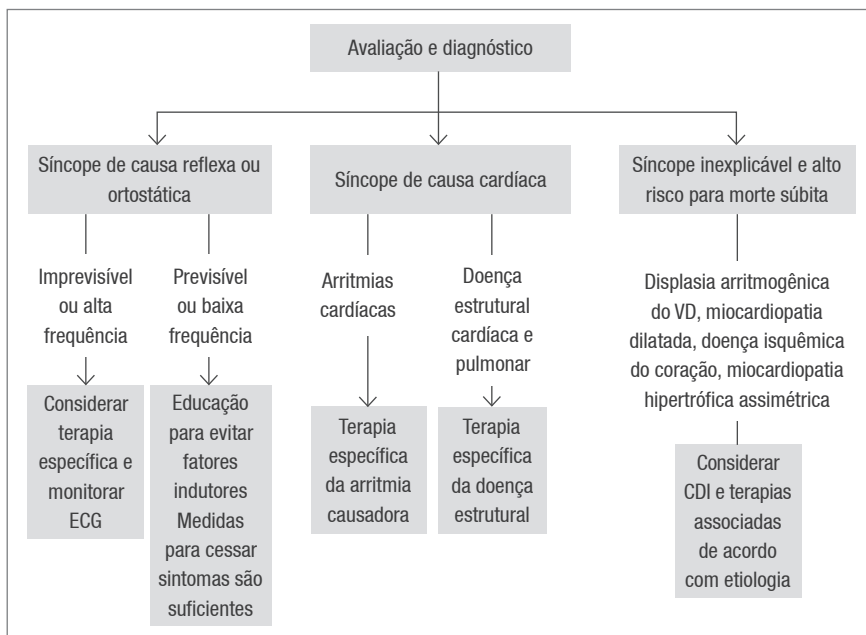 Avaliação e diagnóstico
Síncope de causa reflexa ou
ortostática
Síncope de causa cardíaca
Síncope inexplicável e alto
risco para morte súbita
Imprevisível
ou alta
frequência
Previsível
ou baixa
frequência
Arritmias
cardíacas
Doença
estrutural
cardíaca e
pulmonar
Displasia arritmogênica
do VD, miocardiopatia
dilatada, doença isquêmica
do coração, miocardiopatia
hipertrófica assimétrica
Considerar
terapia
específica e
monitorar
ECG
Educação
para evitar
fatores
indutores
Medidas
para cessar
sintomas são
suficientes
Terapia
específica
da arritmia
causadora
Terapia
específica
da doença
estrutural
Considerar
CDI e terapias
associadas
de acordo
com etiologia